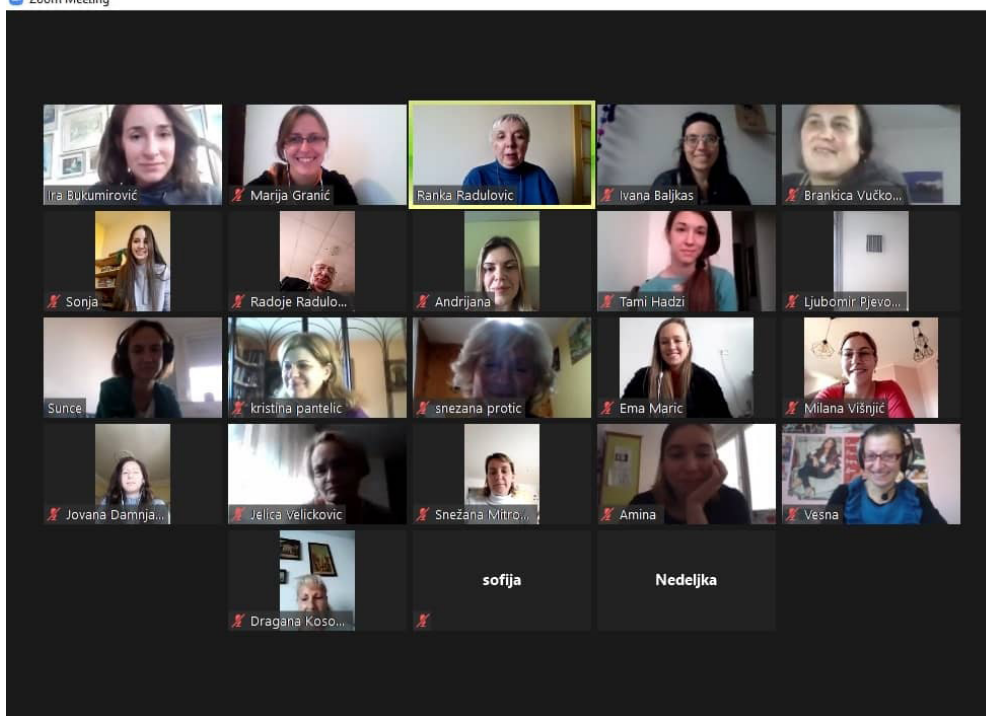 Zoom Meeting
Ira Bukumirović
Marija Granić
Ranka Radulovic
Ivana Baljkas
Brankica Vučko...
Sonja
Radoje Radulo...
Andrijana
Tami Hadzi
Ljubomir Pjevo...
Sunce
kristina pantelic
snezana protic
Ema Maric
Milana Višnjić
Jovana Damnja...
Jelica Velickovic
Snežana Mitro...
Amina
Vesna
Dragana Koso...
sofija
Nedeljka